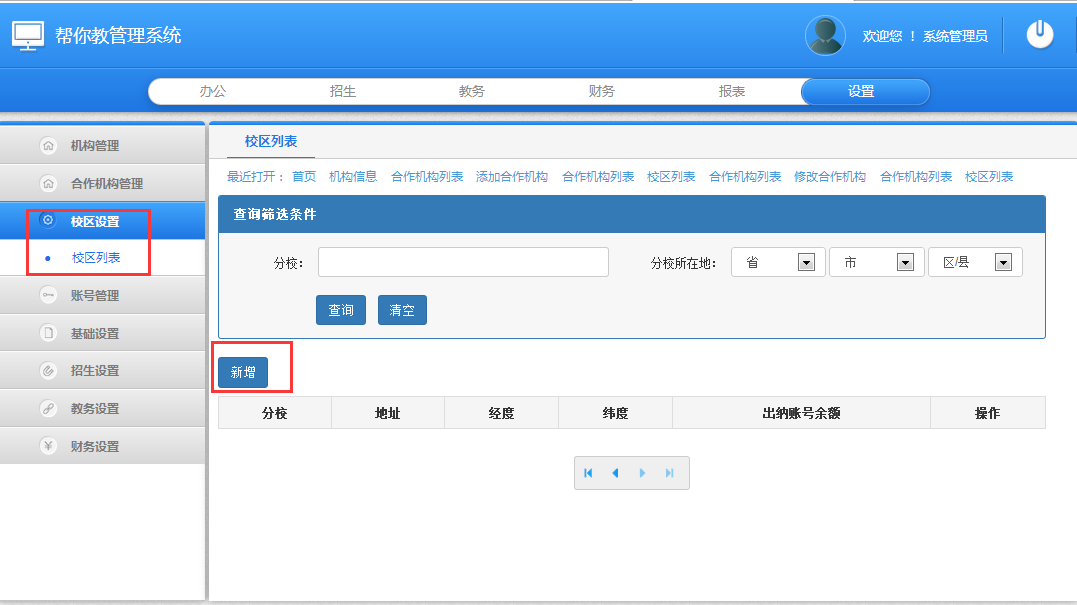 帮你教管理系统
欢迎您 ! 系统管理员
办公 招生 教务 财务 报表 设置
机构管理
合作机构管理
校区设置
校区列表
账号管理
基础设置
招生设置
教务设置
财务设置
校区列表
最近打开: 首页 机构信息 合作机构列表 添加合作机构 合作机构列表 校区列表 合作机构列表 修改合作机构 合作机构列表 校区列表
查询筛选条件
分校: 分校所在地: 省 市 区/县
查询 清空
新增
分校 地址 经度 纬度 出纳账号余额 操作